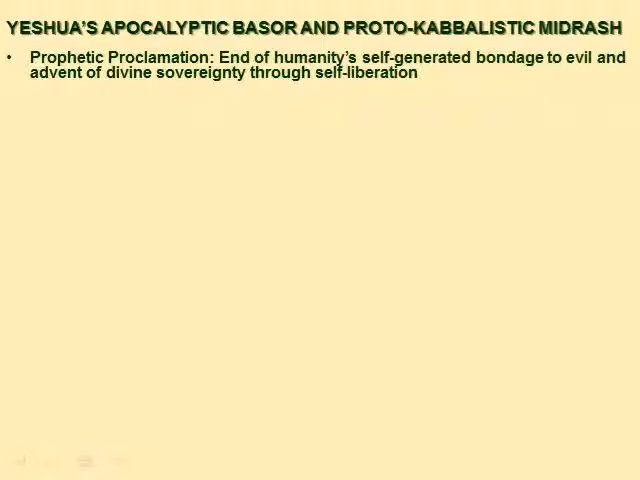 YESHUA’S APOCALYPTIC BASOR AND PROTO-KABBALISTIC MIDRASH
• Prophetic Proclamation: End of humanity’s self-generated bondage to evil and
advent of divine sovereignty through self-liberation